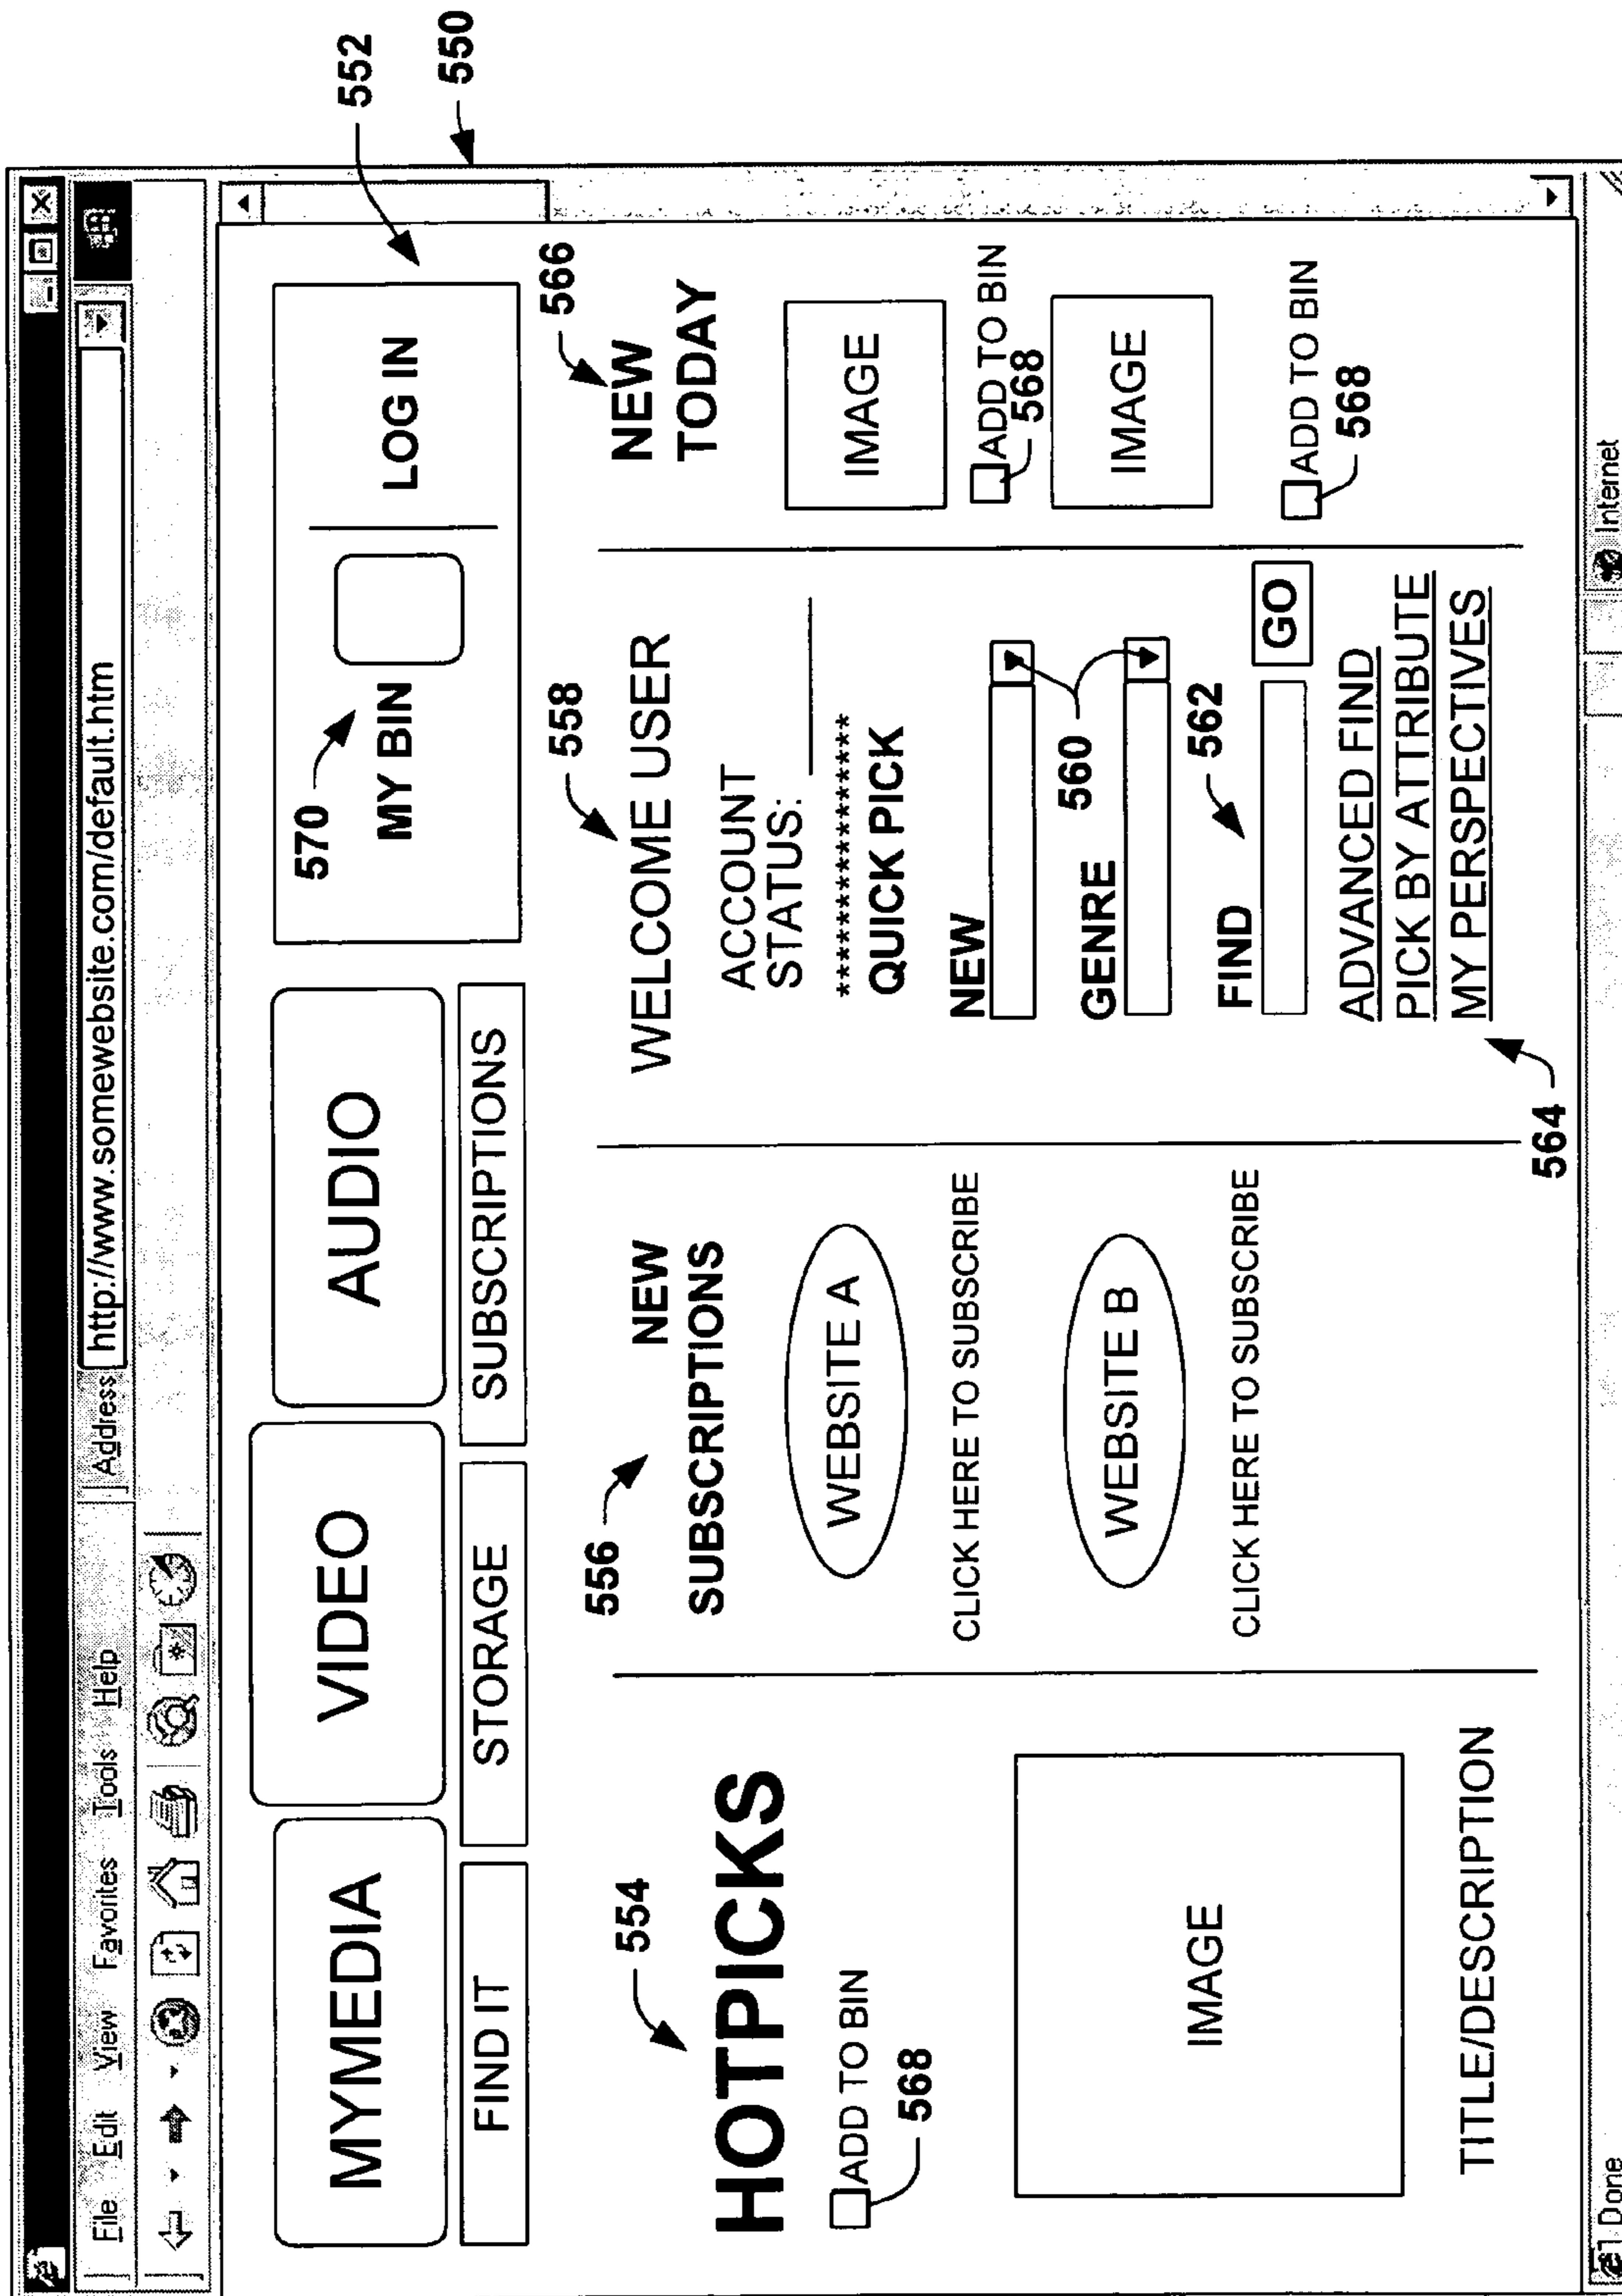 File Edit View Favorites Tools Help Address http://www.somewebsite.com/default.htm
MYMEDIA VIDEO AUDIO
FIND IT STORAGE SUBSCRIPTIONS
570
MY BIN LOG IN
552
550
554
HOTPICKS
ADD TO BIN
568
IMAGE
TITLE/DESCRIPTION
556
NEW
SUBSCRIPTIONS
WEBSITE A
CLICK HERE TO SUBSCRIBE
WEBSITE B
CLICK HERE TO SUBSCRIBE
558
WELCOME USER
ACCOUNT
STATUS: ________
***************
QUICK PICK
NEW
560
GENRE
562
FIND
GO
ADVANCED FIND
PICK BY ATTRIBUTE
MY PERSPECTIVES
564
566
NEW
TODAY
IMAGE
ADD TO BIN
568
IMAGE
ADD TO BIN
568
Done Internet